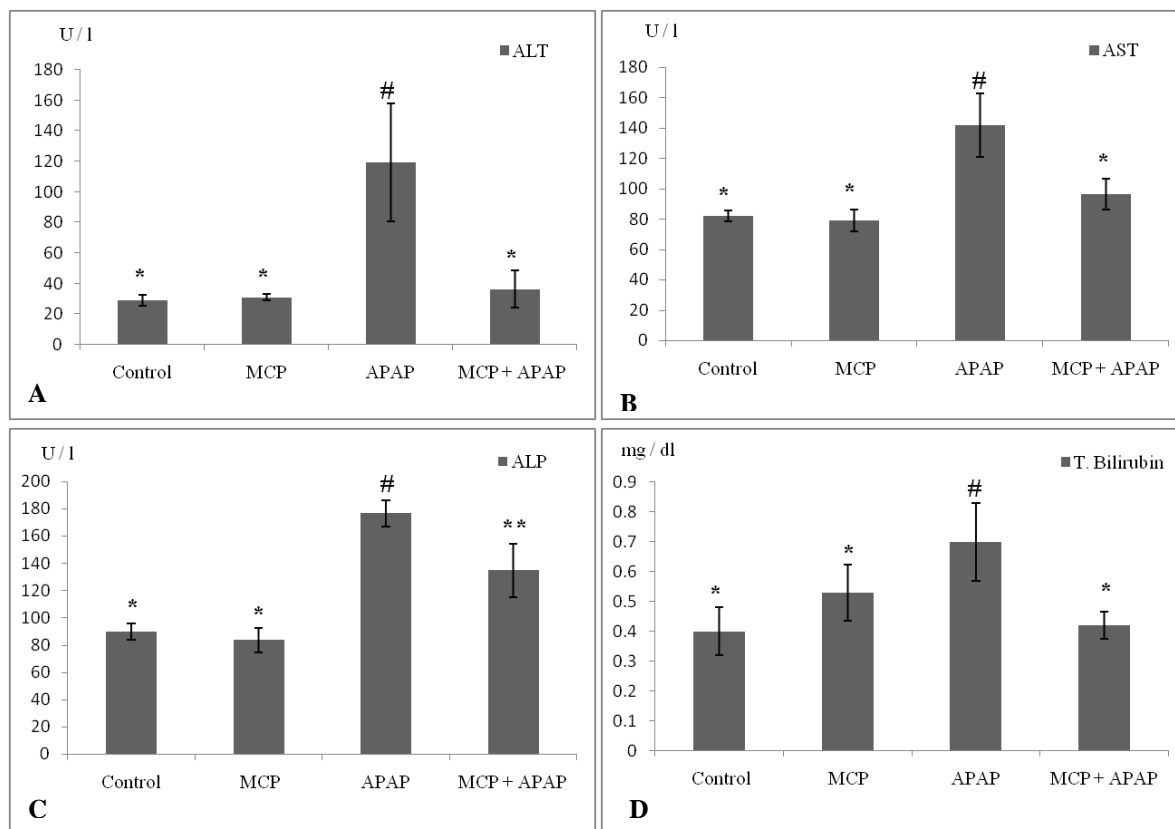 U / l
ALT
180
160
140
120
100
80
60
40
20
0
#
*
*
*
Control
MCP
APAP
MCP + APAP
A
U / l
AST
180
160
140
120
100
80
60
40
20
0
#
*
*
*
Control
MCP
APAP
MCP + APAP
B
U / l
ALP
200
180
160
140
120
100
80
60
40
20
0
#
**
*
*
Control
MCP
APAP
MCP + APAP
C
mg / dl
T. Bilirubin
0.9
0.8
0.7
0.6
0.5
0.4
0.3
0.2
0.1
0
#
*
*
*
Control
MCP
APAP
MCP + APAP
D